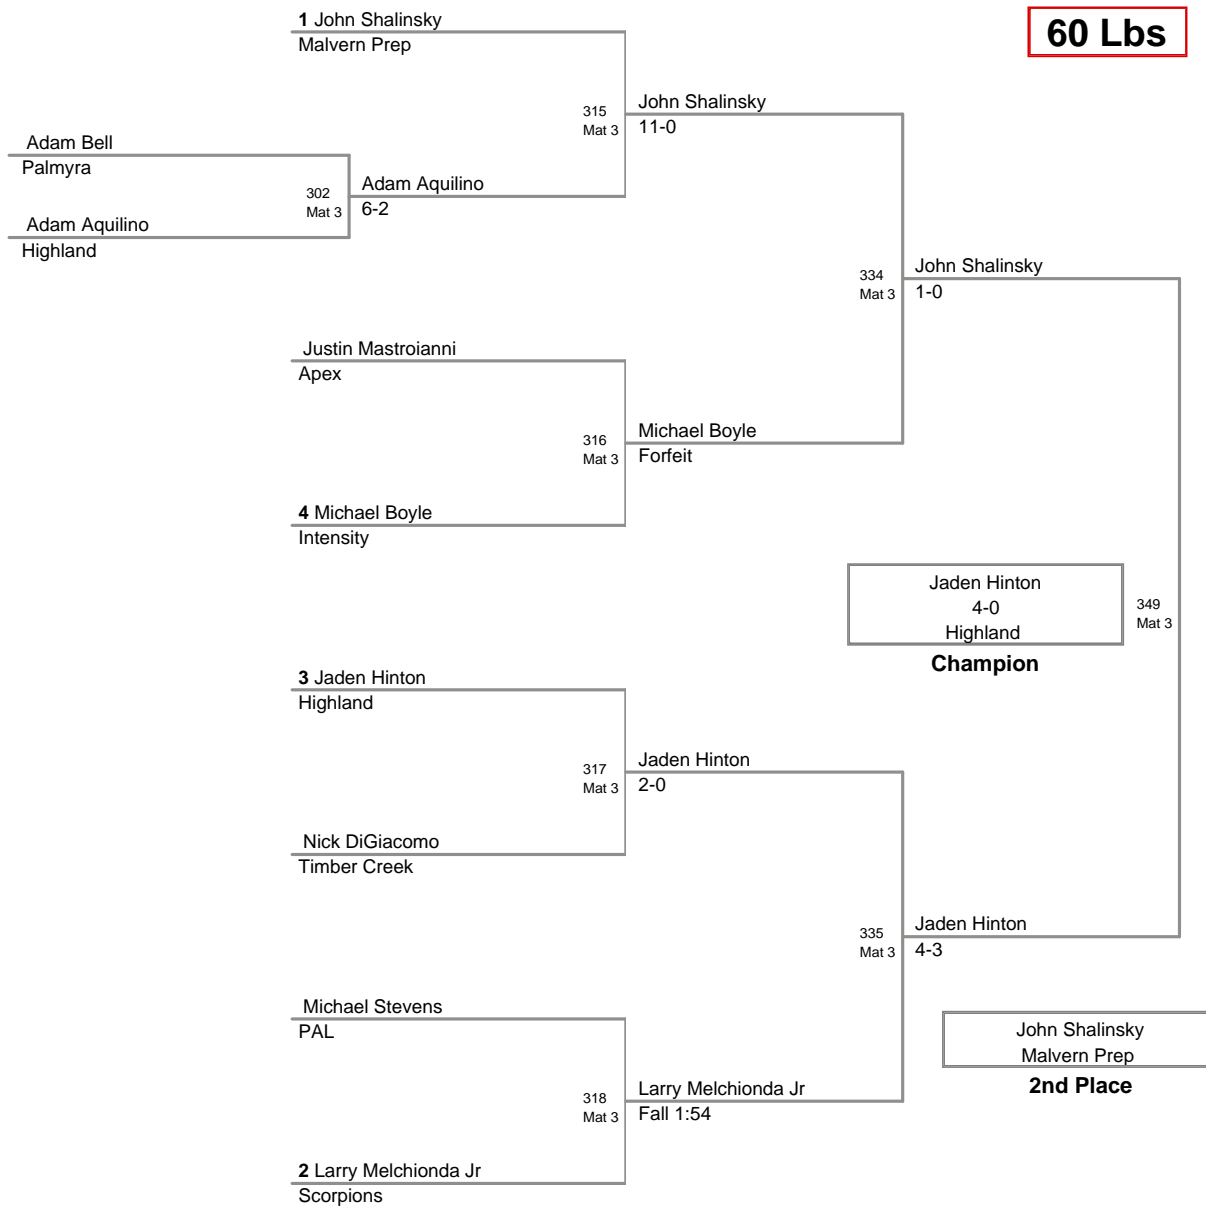 60 Lbs
1 John Shalinsky
Malvern Prep
315
Mat 3
John Shalinsky
11-0
Adam Bell
Palmyra
302
Mat 3
Adam Aquilino
6-2
Adam Aquilino
Highland
334
Mat 3
John Shalinsky
1-0
Justin Mastroianni
Apex
316
Mat 3
Michael Boyle
Forfeit
4 Michael Boyle
Intensity
Jaden Hinton
4-0
Highland
Champion
349
Mat 3
3 Jaden Hinton
Highland
317
Mat 3
Jaden Hinton
2-0
Nick DiGiacomo
Timber Creek
335
Mat 3
Jaden Hinton
4-3
Michael Stevens
PAL
John Shalinsky
Malvern Prep
2nd Place
318
Mat 3
Larry Melchionda Jr
Fall 1:54
2 Larry Melchionda Jr
Scorpions